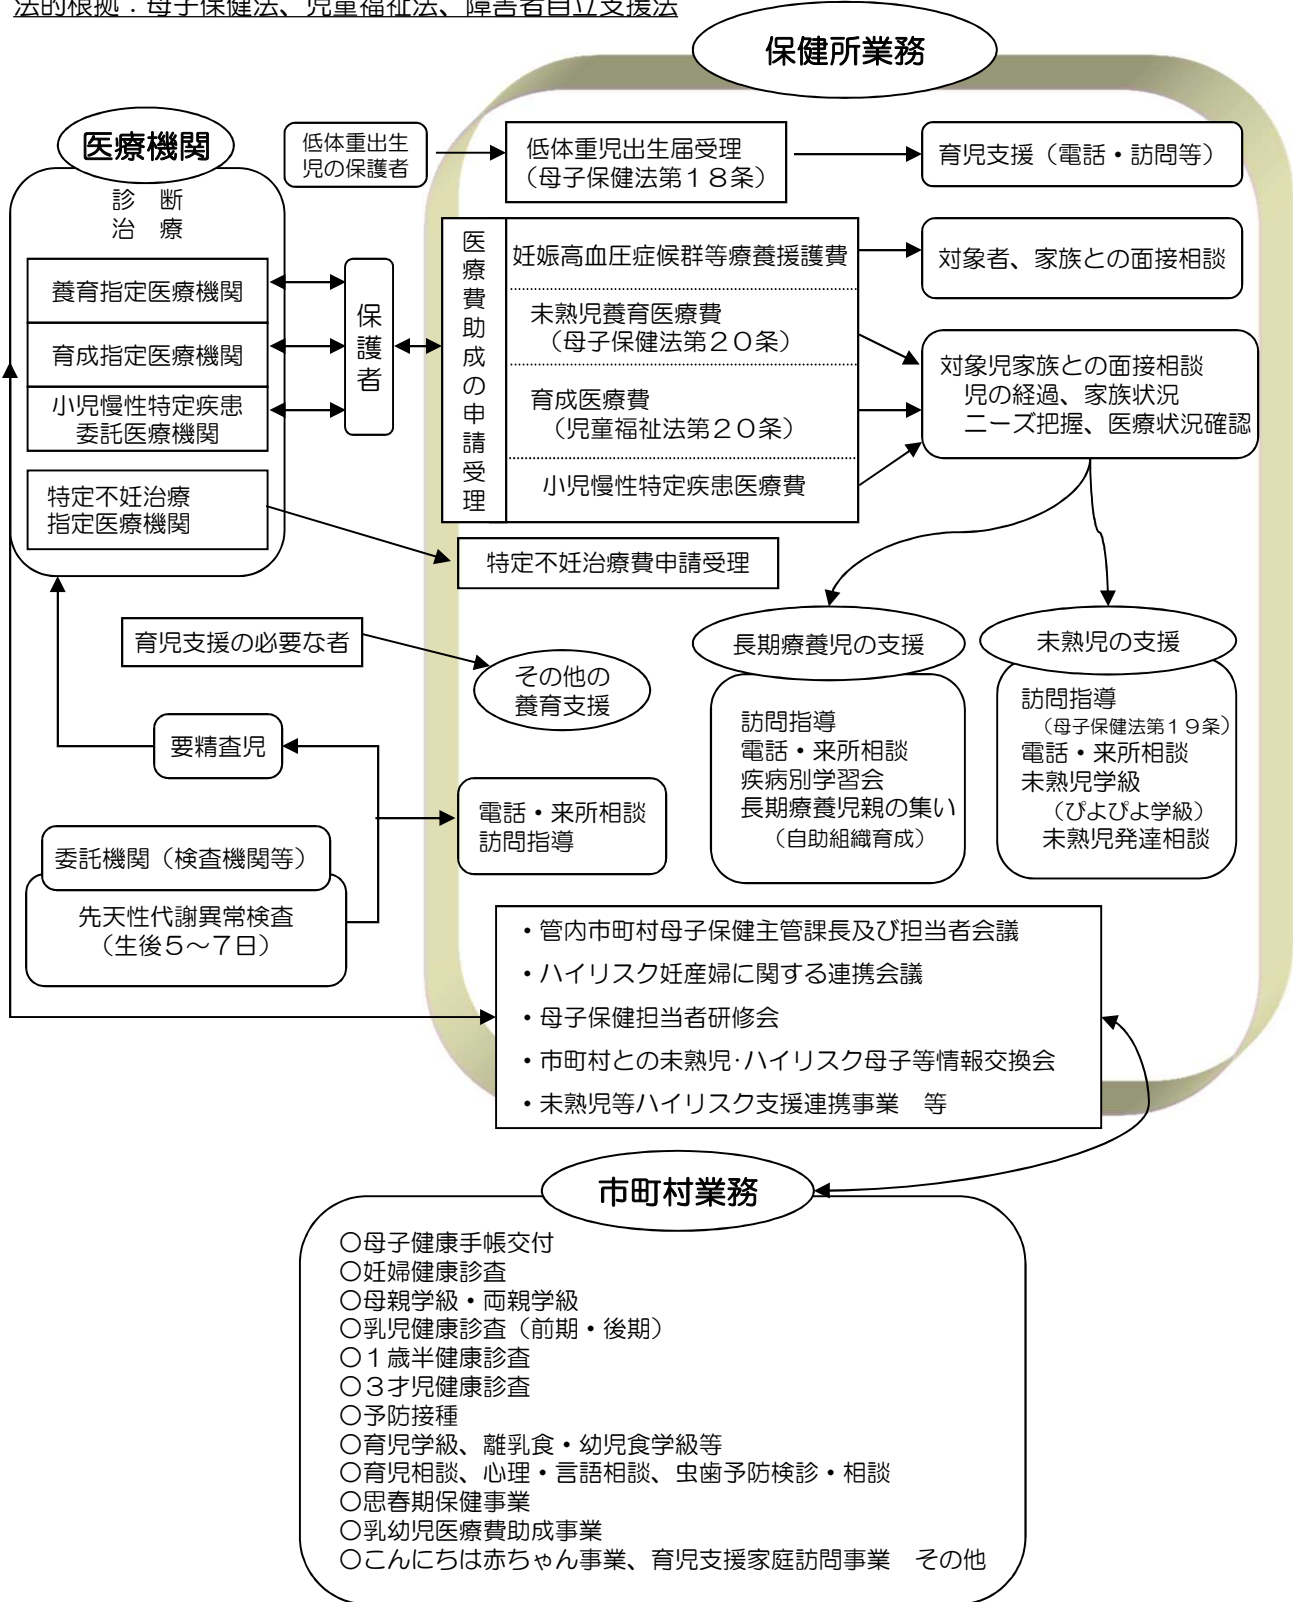 法的根拠：母子保健法、児童福祉法、障害者自立支援法
保健所業務
医療機関
診　断
治　療
養育指定医療機関
育成指定医療機関
小児慢性特定疾患
委託医療機関
特定不妊治療
指定医療機関
保護者
低体重出生
児の保護者
低体重児出生届受理
（母子保健法第１８条）
育児支援（電話・訪問等）
医療費助成の申請受理
妊娠高血圧症候群等療養援護費
未熟児養育医療費
（母子保健法第２０条）
育成医療費
（児童福祉法第２０条）
小児慢性特定疾患医療費
対象者、家族との面接相談
対象児家族との面接相談
児の経過、家族状況
ニーズ把握、医療状況確認
特定不妊治療費申請受理
育児支援の必要な者
その他の
養育支援
長期療養児の支援
訪問指導
電話・来所相談
疾病別学習会
長期療養児親の集い
（自助組織育成）
未熟児の支援
訪問指導
（母子保健法第１９条）
電話・来所相談
未熟児学級
（ぴよぴよ学級）
未熟児発達相談
要精査児
電話・来所相談
訪問指導
委託機関（検査機関等）
先天性代謝異常検査
（生後５～７日）
・管内市町村母子保健主管課長及び担当者会議
・ハイリスク妊産婦に関する連携会議
・母子保健担当者研修会
・市町村との未熟児･ハイリスク母子等情報交換会
・未熟児等ハイリスク支援連携事業　等
市町村業務
○母子健康手帳交付
○妊婦健康診査
○母親学級・両親学級
○乳児健康診査（前期・後期）
○１歳半健康診査
○３才児健康診査
○予防接種
○育児学級、離乳食・幼児食学級等
○育児相談、心理・言語相談、虫歯予防検診・相談
○思春期保健事業
○乳幼児医療費助成事業
○こんにちは赤ちゃん事業、育児支援家庭訪問事業　その他